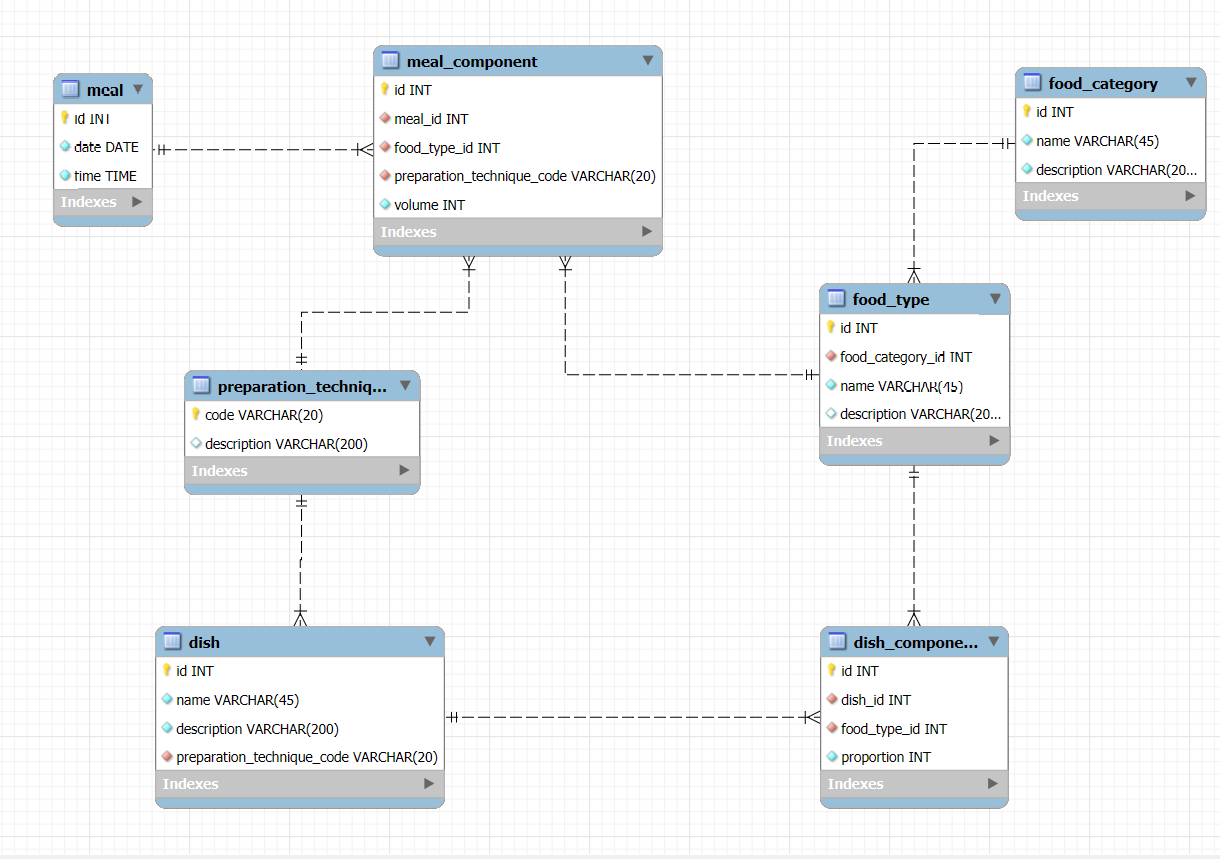 meal
id INT
date DATE
time TIME
Indexes
meal_component
id INT
meal_id INT
food_type_id INT
preparation_technique_code VARCHAR(20)
volume INT
Indexes
food_category
id INT
name VARCHAR(45)
description VARCHAR(20...
Indexes
food_type
id INT
food_category_id INT
name VARCHAR(45)
description VARCHAR(20...
Indexes
preparation_techniq...
code VARCHAR(20)
description VARCHAR(200)
Indexes
dish
id INT
name VARCHAR(45)
description VARCHAR(200)
preparation_technique_code VARCHAR(20)
Indexes
dish_compone...
id INT
dish_id INT
food_type_id INT
proportion INT
Indexes